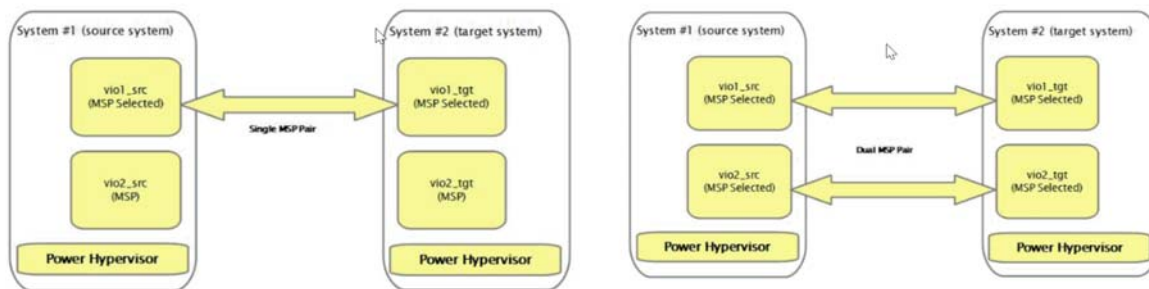 System #1 (source system)
vio1_src
(MSP Selected)
vio2_src
(MSP)
Power Hypervisor
Single MSP Pair
System #2 (target system)
vio1_tgt
(MSP Selected)
vio2_tgt
(MSP)
Power Hypervisor
System #1 (source system)
vio1_src
(MSP Selected)
vio2_src
(MSP Selected)
Power Hypervisor
Dual MSP Pair
System #2 (target system)
vio1_tgt
(MSP Selected)
vio2_tgt
(MSP Selected)
Power Hypervisor